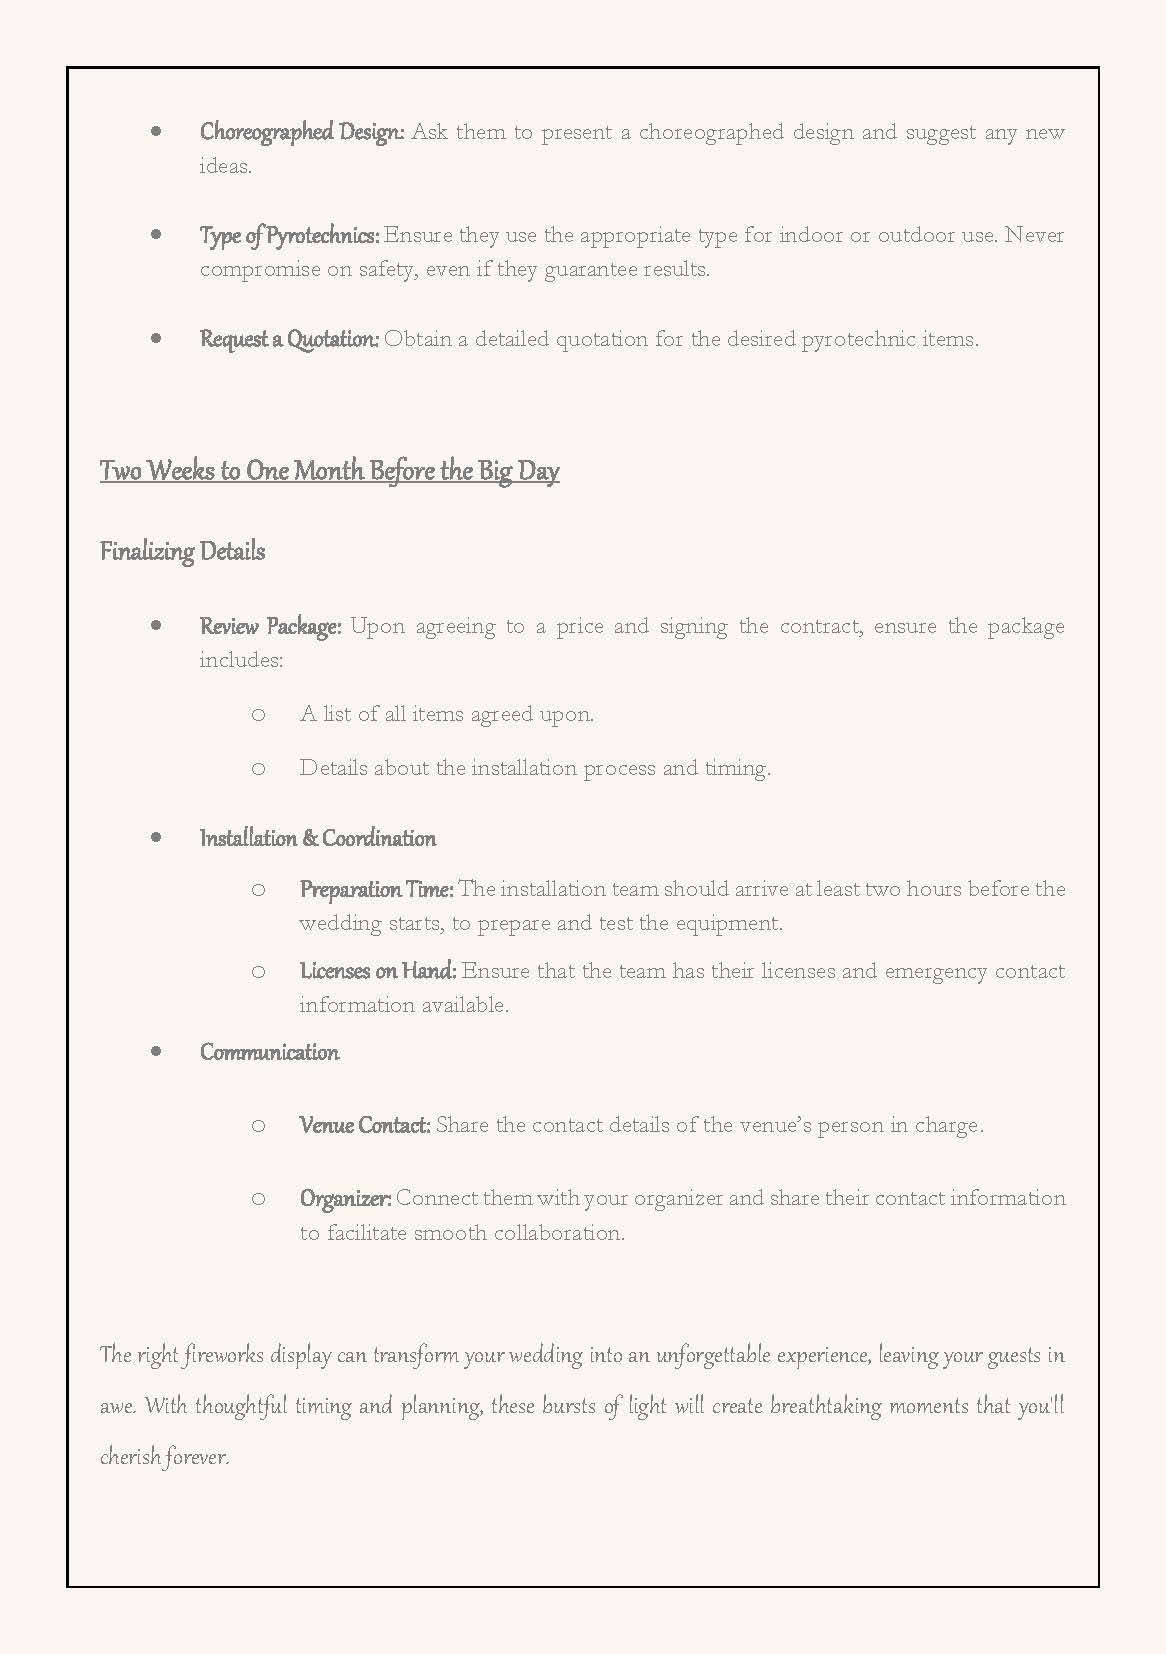 • Choreographed Design: Ask them to present a choreographed design and suggest any new
ideas.
• Type of Pyrotechnics: Ensure they use the appropriate type for indoor or outdoor use. Never
compromise on safety, even if they guarantee results.
• Request a Quotation: Obtain a detailed quotation for the desired pyrotechnic items.
Two Weeks to One Month Before the Big Day
Finalizing Details
• Review Package: Upon agreeing to a price and signing the contract, ensure the package
includes:
o A list of all items agreed upon.
o Details about the installation process and timing.
• Installation & Coordination
o Preparation Time: The installation team should arrive at least two hours before the
wedding starts, to prepare and test the equipment.
o Licenses on Hand: Ensure that the team has their licenses and emergency contact
information available.
• Communication
o Venue Contact: Share the contact details of the venue’s person in charge.
o Organizer: Connect them with your organizer and share their contact information
to facilitate smooth collaboration.
The right fireworks display can transform your wedding into an unforgettable experience, leaving your guests in
awe. With thoughtful timing and planning, these bursts of light will create breathtaking moments that you'll
cherish forever.